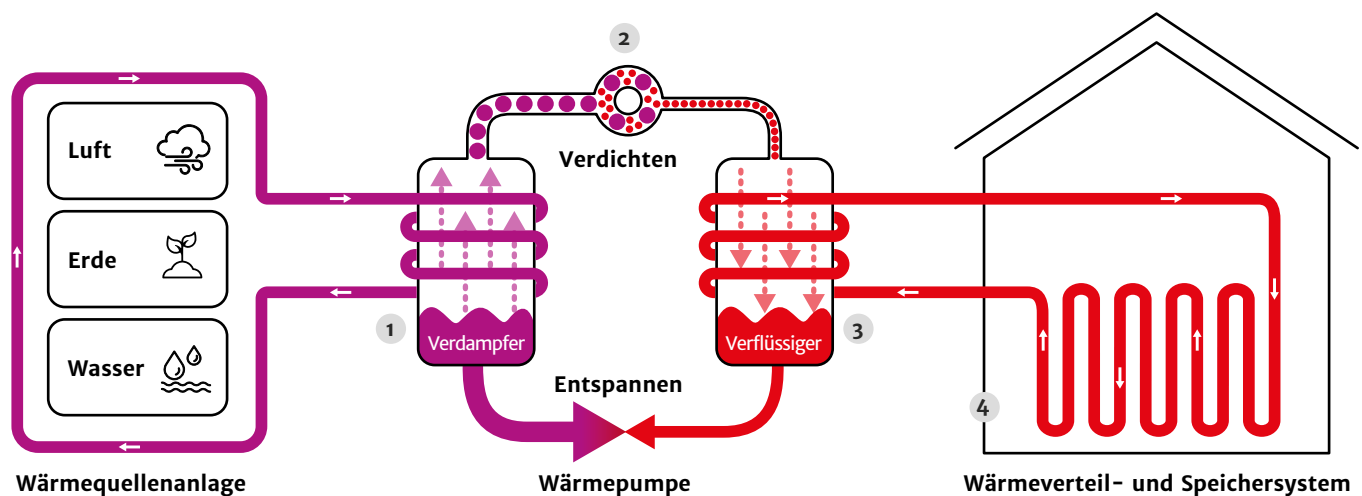 2
Luft
Erde
Wasser
Verdichten
1
Verdampfer
3
Verflüssiger
Entspannen
4
Wärmequellenanlage
Wärmepumpe
Wärmeverteil- und Speichersystem